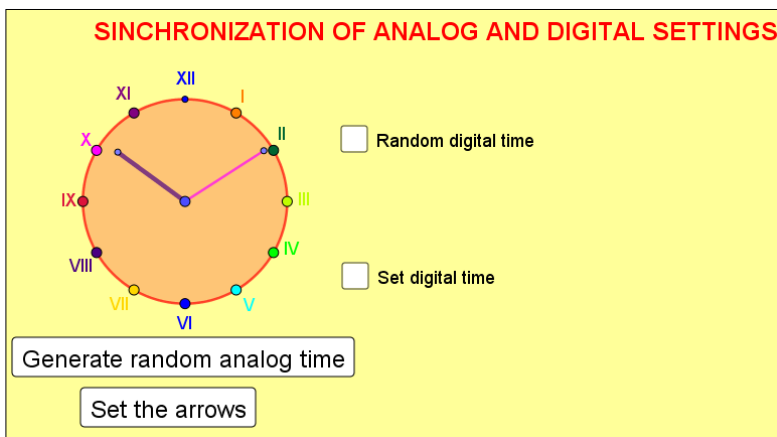 SINCHRONIZATION OF ANALOG AND DIGITAL SETTINGS
XII
XI
I
X
II
IX
III
VIII
IV
VII
V
VI
Random digital time
Set digital time
Generate random analog time
Set the arrows